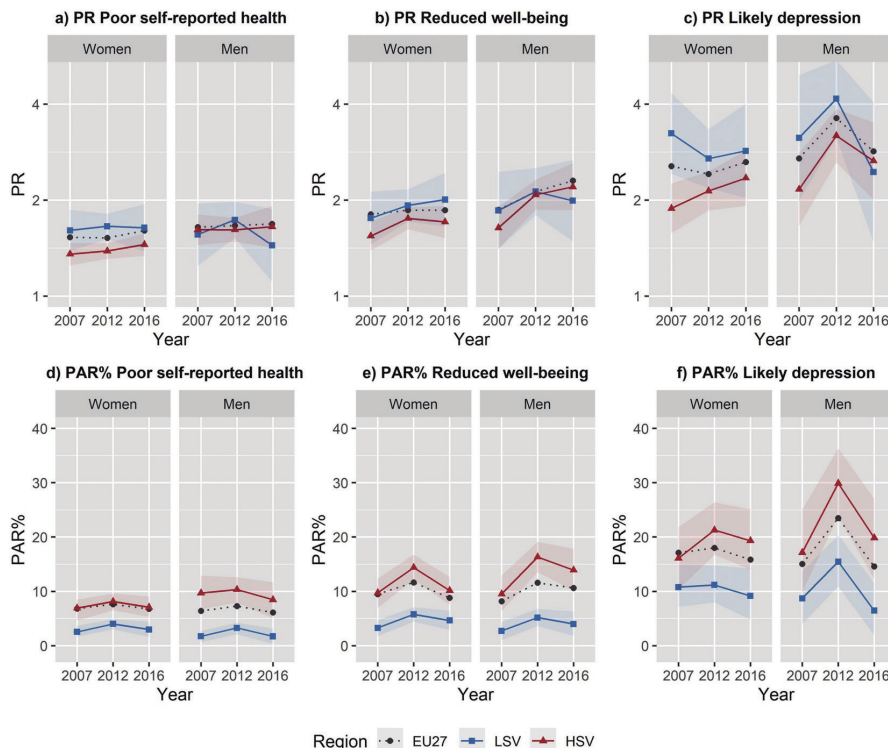 a) PR Poor self-reported health
b) PR Reduced well-being
c) PR Likely depression
Women Men
Women Men
Women Men
PR
4
2
1
PR
4
2
1
PR
4
2
1
2007 2012 2016 2007 2012 2016
2007 2012 2016 2007 2012 2016
2007 2012 2016 2007 2012 2016
Year
Year
Year
d) PAR% Poor self-reported health
e) PAR% Reduced well-beeing
f) PAR% Likely depression
Women Men
Women Men
Women Men
PAR%
40
30
20
10
0
PAR%
40
30
20
10
0
PAR%
40
30
20
10
0
2007 2012 2016 2007 2012 2016
2007 2012 2016 2007 2012 2016
2007 2012 2016 2007 2012 2016
Year
Year
Year
Region EU27 LSV HSV